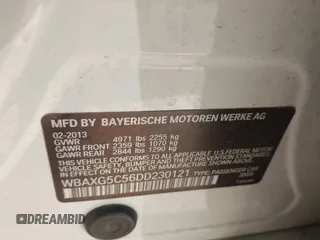 MFD BY BAYERISCHE MOTOREN WERKE AG
02-2013
GVWR 4971 lbs 2255 kg
GAWR FRONT 2359 lbs 1070 kg
GAWR REAR 2844 lbs 1290 kg
THIS VEHICLE CONFORMS TO ALL APPLICABLE U.S. FEDERAL MOTOR
VEHICLE SAFETY, BUMPER AND THEFT PREVENTION STANDARDS
IN EFFECT ON THE DATE OF MANUFACTURE SHOWN ABOVE.
WBAXG5C56DD230121 TYPE: PASSENGER CAR
DREAMBID